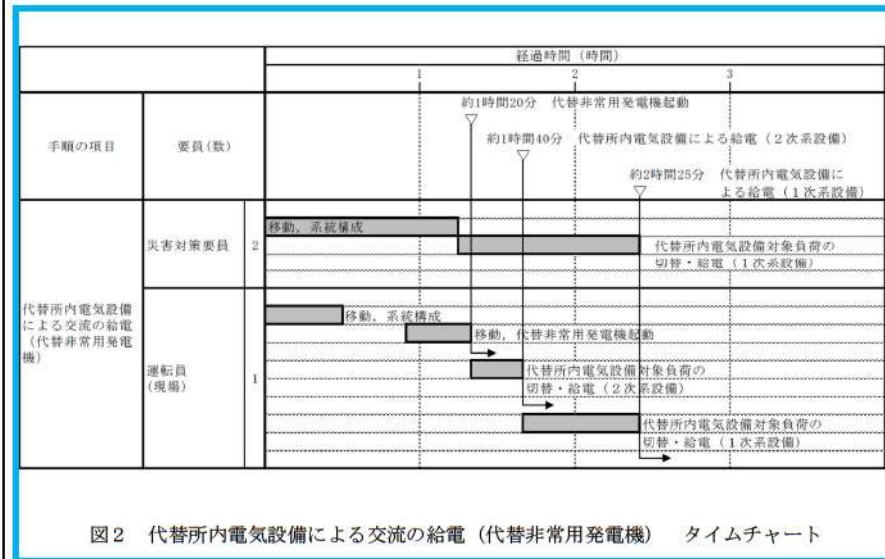 経過時間(時間)
1 2 3
手順の項目 要員(数)
約1時間20分 代替非常用発電機起動
▽
約1時間40分 代替所内電気設備による給電(2次系設備)
▽
約2時間25分 代替所内電気設備に
よる給電(1次系設備)
▽
代替所内電気設備
による交流の給電
(代替非常用発電
機)
災害対策要員 2
移動,系統構成
代替所内電気設備対象負荷の
切替・給電(1次系設備)
運転員
(現場)
1
移動,系統構成
移動,代替非常用発電機起動
代替所内電気設備対象負荷の
切替・給電(2次系設備)
代替所内電気設備対象負荷の
切替・給電(1次系設備)
図2 代替所内電気設備による交流の給電(代替非常用発電機) タイムチャート